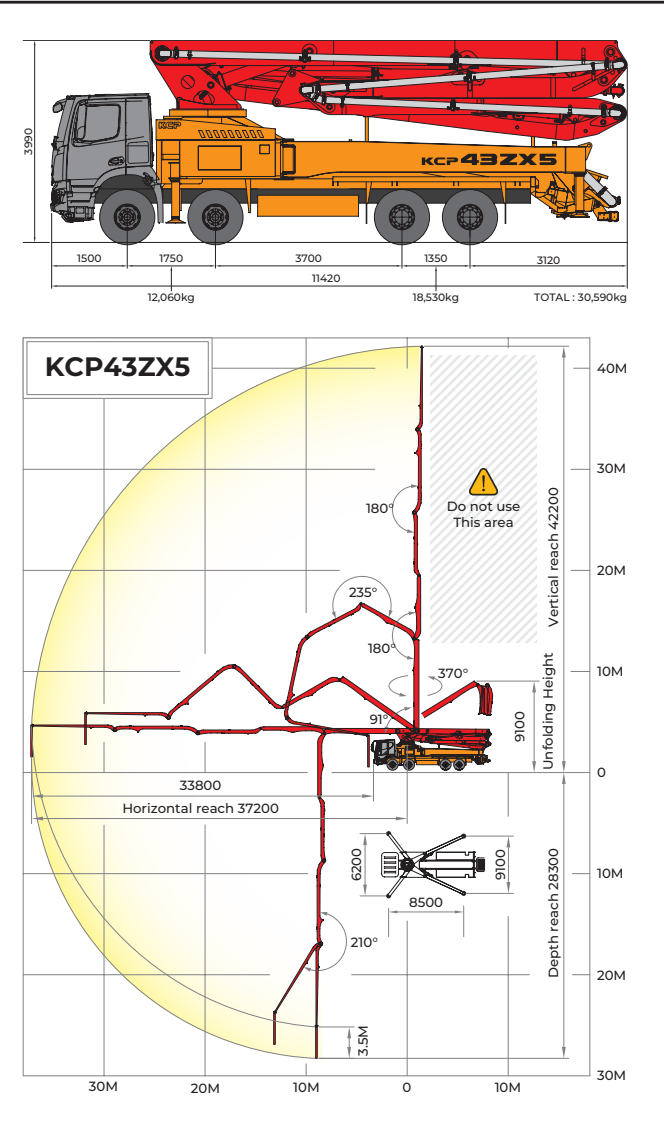 3990
KCP
KCP 43ZX5
1500
1750
3700
1350
3120
11420
12,060kg
18,530kg
TOTAL : 30,590kg
KCP43ZX5
40M
30M
20M
10M
0
10M
20M
30M
Do not use
This area
Vertical reach 42200
180°
235°
180°
370°
91°
Unfolding Height
9100
33800
Horizontal reach 37200
6200
9100
8500
Depth reach 28300
210°
3.5M
30M
20M
10M
0
10M